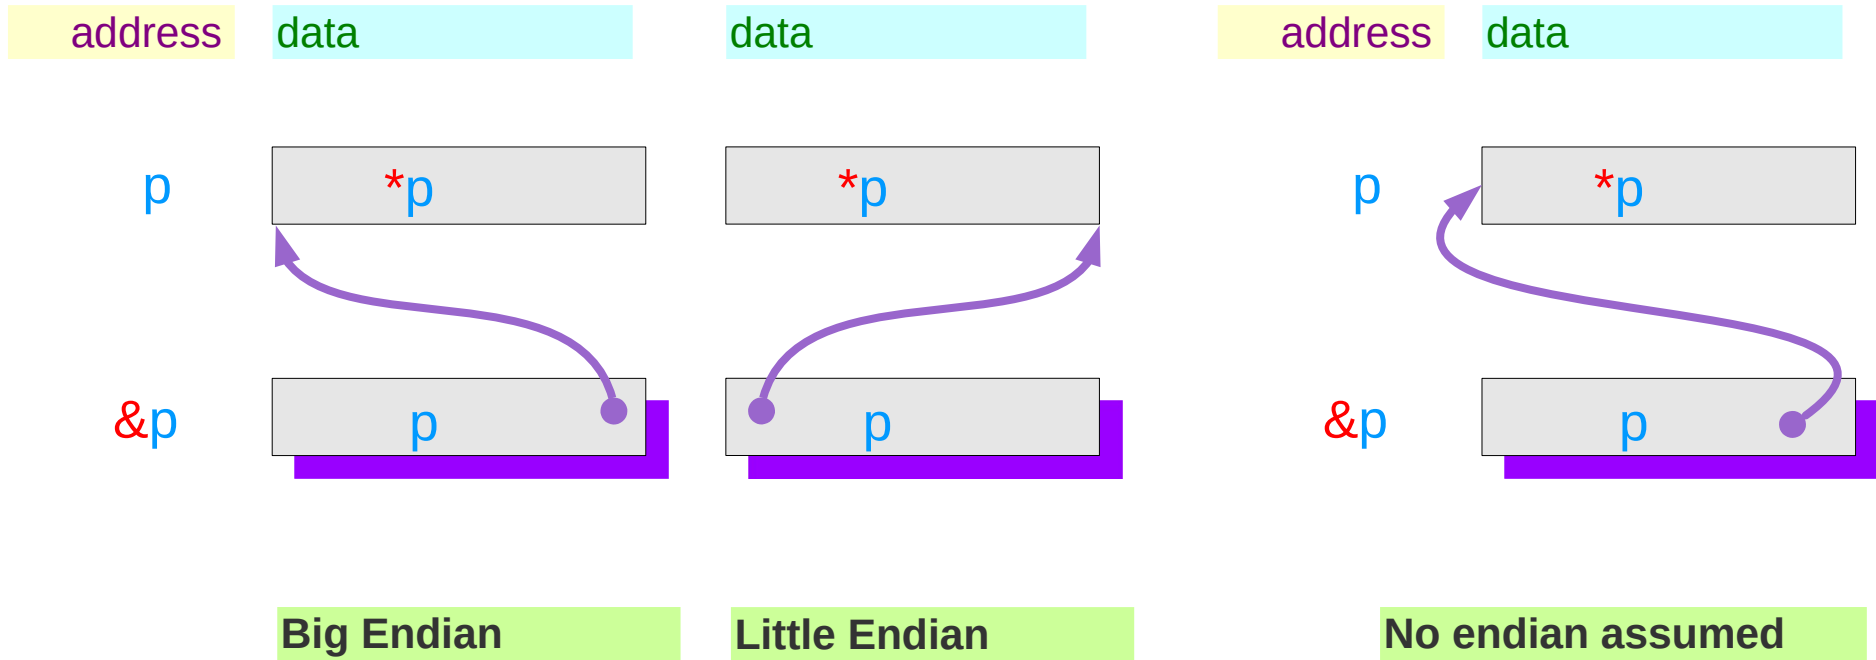 address data data address data
p *p *p p *p
&p p p &p p
Big Endian Little Endian No endian assumed